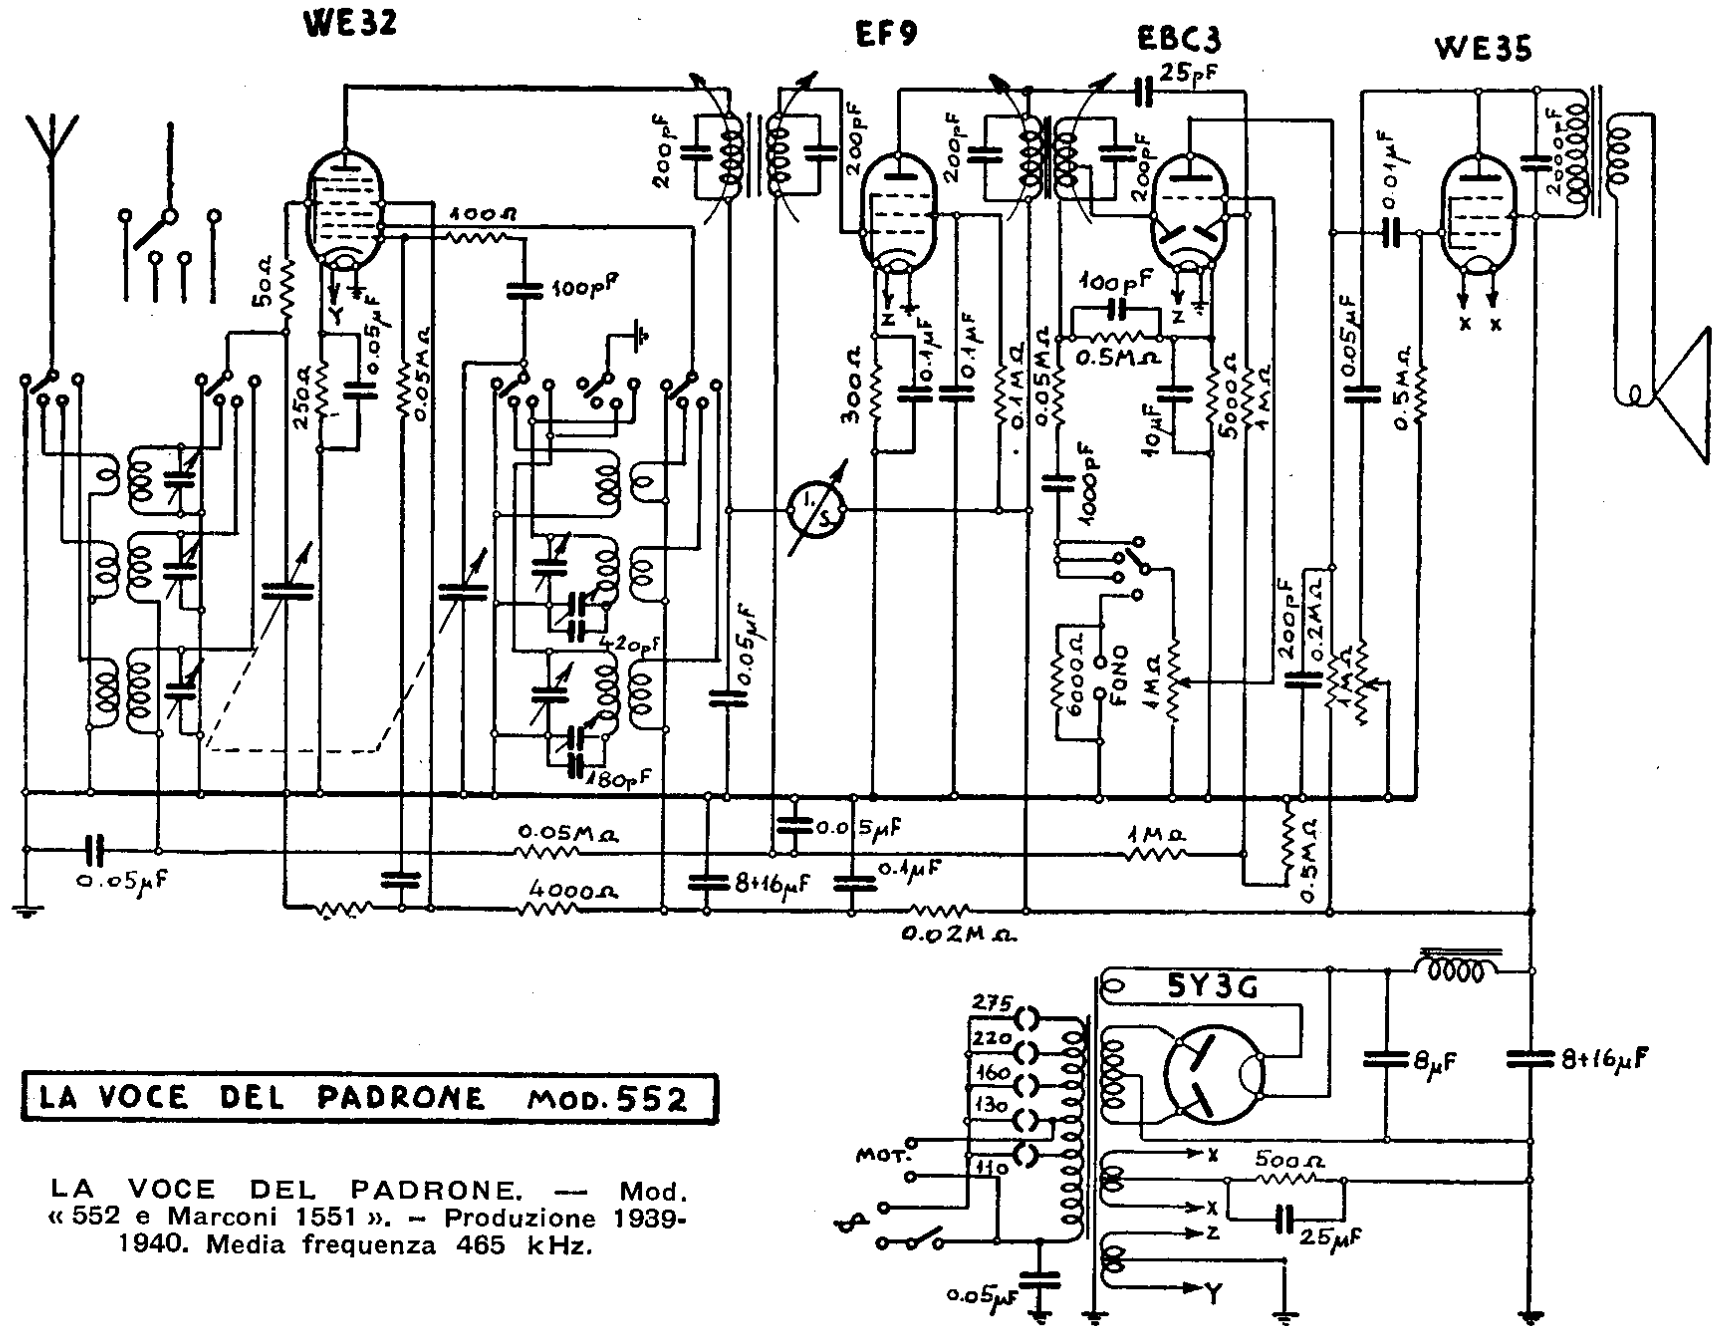 WE32
EF9
EBC3
WE35
25pF
200pF
200pF
200pF
200pF
2000pF
100Ω
50Ω
100pF
0.01µF
Y
Z
Z
X
X
0.05µF
250Ω
0.05MΩ
300Ω
0.1µF
0.1µF
0.1MΩ
0.05MΩ
100pF
0.5MΩ
10µF
5000Ω
1MΩ
0.05µF
0.5MΩ
1000pF
I.S.
420pF
180pF
0.05µF
6000Ω
FONO
1MΩ
200pF
0.2MΩ
1MΩ
0.05MΩ
0.05µF
1MΩ
0.5MΩ
0.05µF
4000Ω
8+16µF
0.1µF
0.02MΩ
5Y3G
275
220
160
130
110
MOT.
8µF
8+16µF
X
500Ω
X
Z
25µF
Y
0.05µF
LA VOCE DEL PADRONE MOD. 552
LA VOCE DEL PADRONE. — Mod.
« 552 e Marconi 1551 ». – Produzione 1939-
1940. Media frequenza 465 kHz.